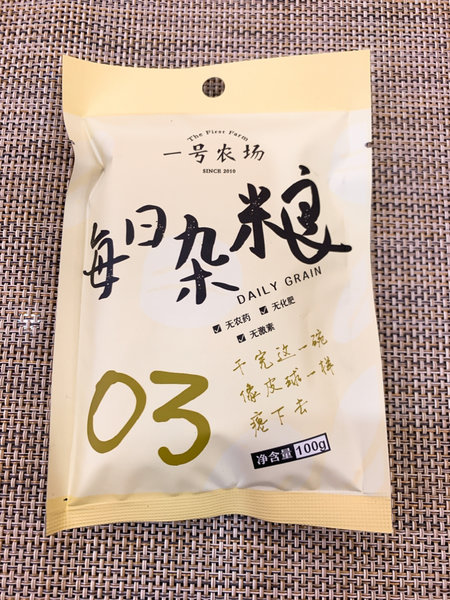 The First Farm
一号农场
SINCE 2010
每日杂粮
DAILY GRAIN
无农药 无化肥
无激素
03
干完这一碗
像皮球一样
瘪下去
净含量 100g